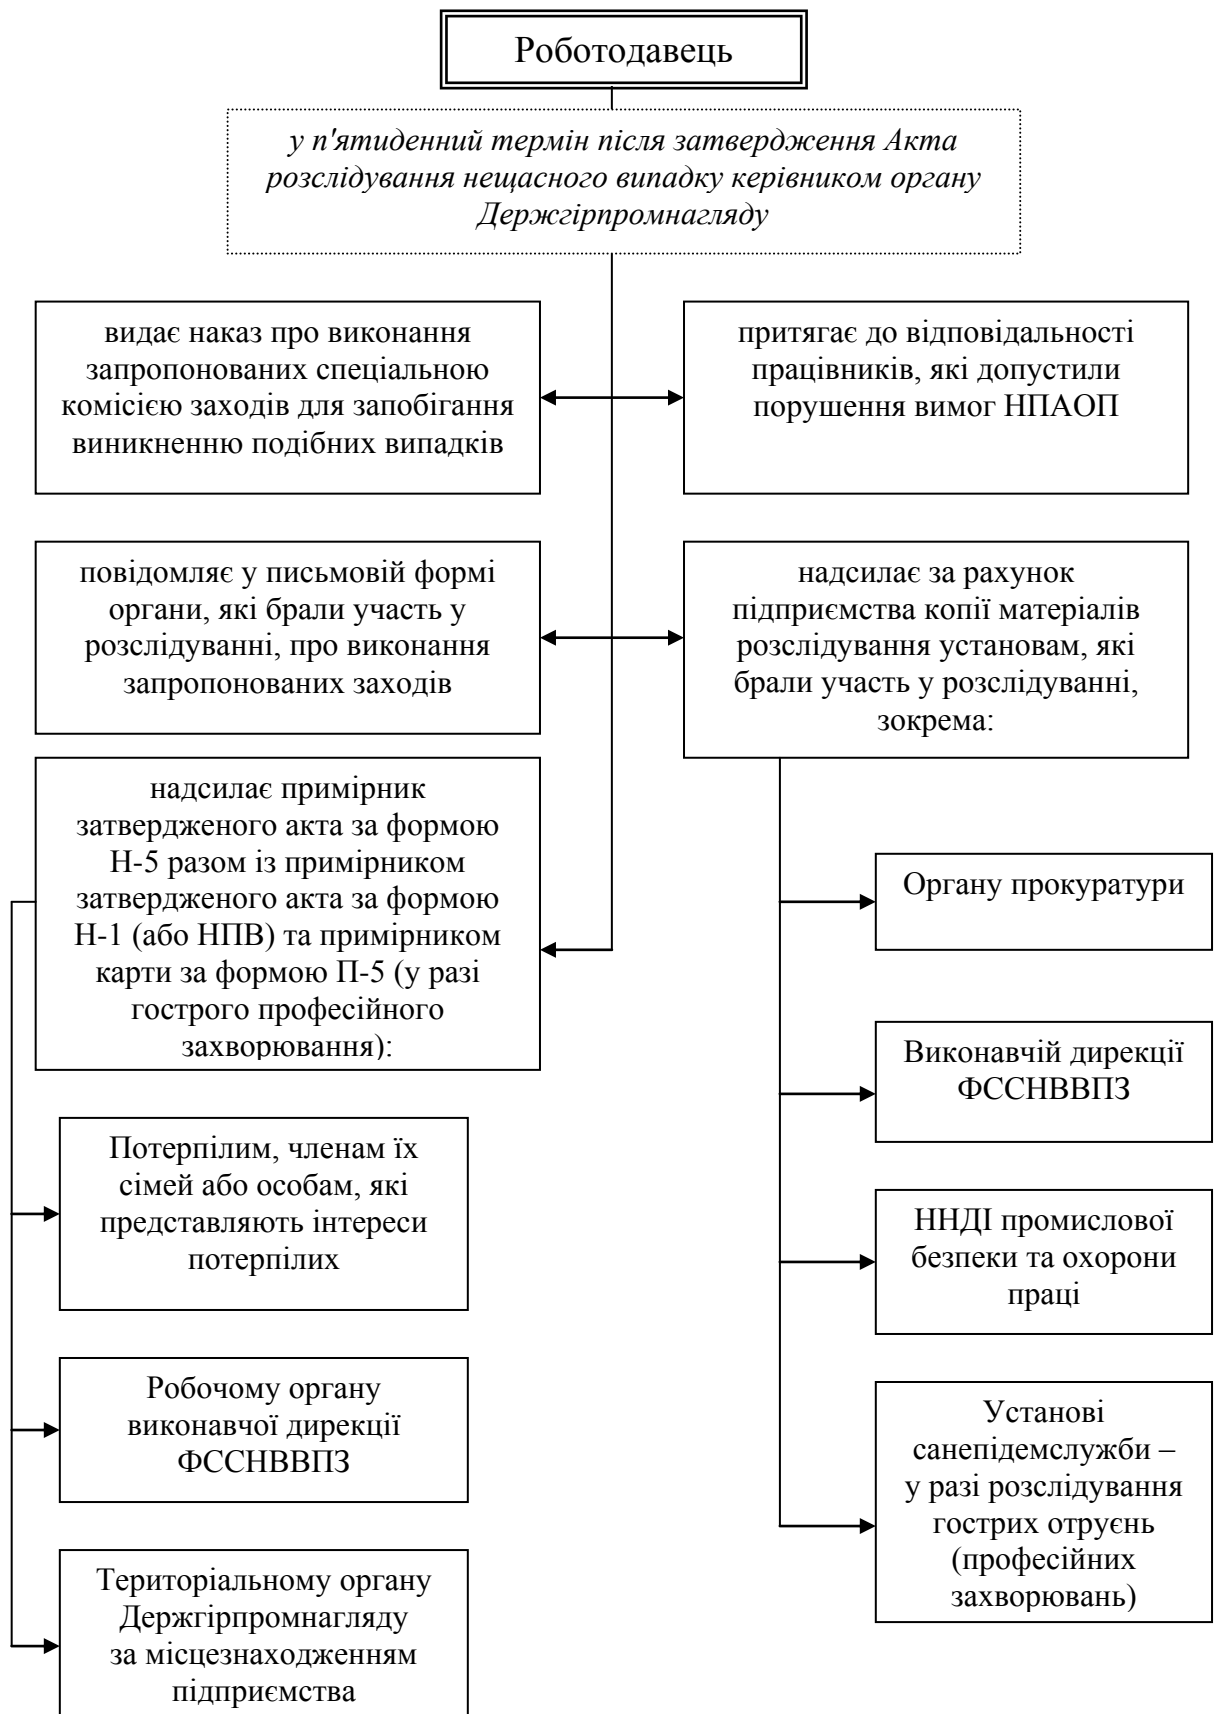 Роботодавець
у п'ятиденний термін після затвердження Акта
розслідування нещасного випадку керівником органу
Держгірпромнагляду
видає наказ про виконання
запропонованих спеціальною
комісією заходів для запобігання
виникненню подібних випадків
притягає до відповідальності
працівників, які допустили
порушення вимог НПАОП
повідомляє у письмовій формі
органи, які брали участь у
розслідуванні, про виконання
запропонованих заходів
надсилає за рахунок
підприємства копії матеріалів
розслідування установам, які
брали участь у розслідуванні,
зокрема:
надсилає примірник
затвердженого акта за формою
Н-5 разом із примірником
затвердженого акта за формою
Н-1 (або НПВ) та примірником
карти за формою П-5 (у разі
гострого професійного
захворювання):
Потерпілим, членам їх
сімей або особам, які
представляють інтереси
потерпілих
Робочому органу
виконавчої дирекції
ФССНВВПЗ
Територіальному органу
Держгірпромнагляду
за місцезнаходженням
підприємства
Органу прокуратури
Виконавчій дирекції
ФССНВВПЗ
ННДІ промислової
безпеки та охорони
праці
Установі
санепідемслужби –
у разі розслідування
гострих отруєнь
(професійних
захворювань)